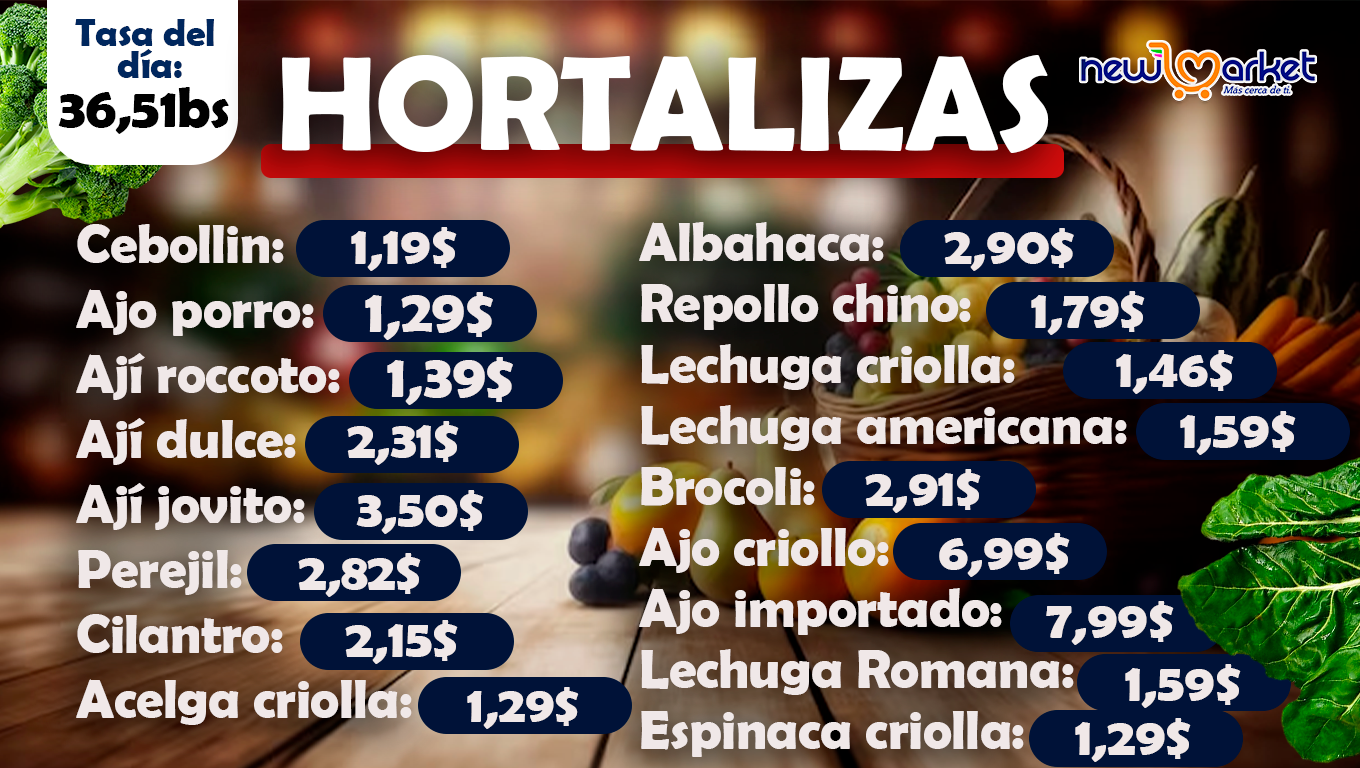 Tasa del
día:
36,51bs
HORTALIZAS
new market
Más cerca de ti.
Cebollin: 1,19$
Ajo porro: 1,29$
Ají roccoto: 1,39$
Ají dulce: 2,31$
Ají jovito: 3,50$
Perejil: 2,82$
Cilantro: 2,15$
Acelga criolla: 1,29$
Albahaca: 2,90$
Repollo chino: 1,79$
Lechuga criolla: 1,46$
Lechuga americana: 1,59$
Brocoli: 2,91$
Ajo criollo: 6,99$
Ajo importado: 7,99$
Lechuga Romana: 1,59$
Espinaca criolla: 1,29$